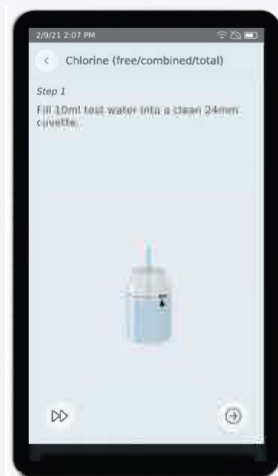 2/9/21 2:07 PM
Chlorine (free/combined/total)
Step 1
Fill 10ml test water into a clean 24mm
cuvette.